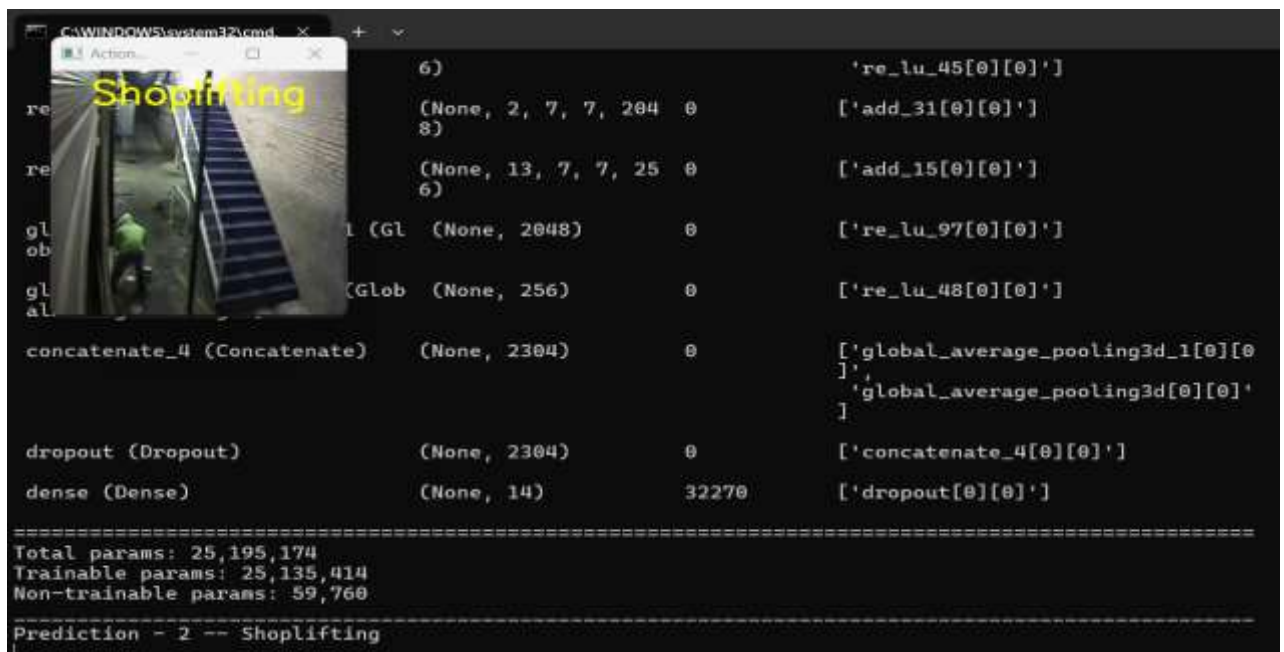 C:\WINDOWS\system32\cmd. × + ⌄
Action... — □ ×
Shoplifting
6) 're_lu_45[0][0]']
re (None, 2, 7, 7, 204 0 ['add_31[0][0]']
8)
re (None, 13, 7, 7, 25 0 ['add_15[0][0]']
6)
gl 1 (Gl (None, 2048) 0 ['re_lu_97[0][0]']
ob
gl (Glob (None, 256) 0 ['re_lu_48[0][0]']
al
concatenate_4 (Concatenate) (None, 2304) 0 ['global_average_pooling3d_1[0][0
]',
'global_average_pooling3d[0][0]'
]
dropout (Dropout) (None, 2304) 0 ['concatenate_4[0][0]']
dense (Dense) (None, 14) 32270 ['dropout[0][0]']
Total params: 25,195,174
Trainable params: 25,135,414
Non-trainable params: 59,760
Prediction - 2 -- Shoplifting